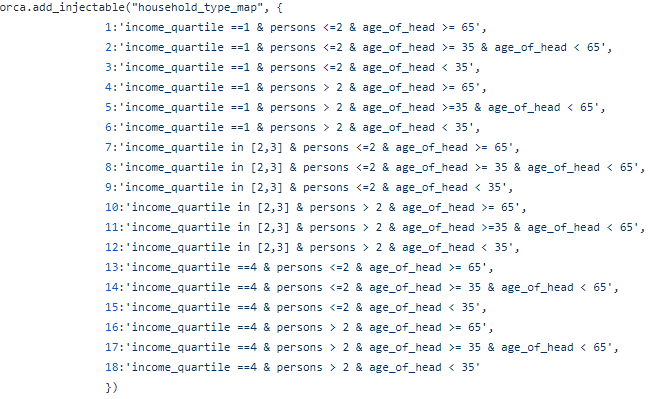 orca.add_injectable("household_type_map", {
1:'income_quartile ==1 & persons <=2 & age_of_head >= 65',
2:'income_quartile ==1 & persons <=2 & age_of_head >= 35 & age_of_head < 65',
3:'income_quartile ==1 & persons <=2 & age_of_head < 35',
4:'income_quartile ==1 & persons > 2 & age_of_head >= 65',
5:'income_quartile ==1 & persons > 2 & age_of_head >=35 & age_of_head < 65',
6:'income_quartile ==1 & persons > 2 & age_of_head < 35',
7:'income_quartile in [2,3] & persons <=2 & age_of_head >= 65',
8:'income_quartile in [2,3] & persons <=2 & age_of_head >= 35 & age_of_head < 65',
9:'income_quartile in [2,3] & persons <=2 & age_of_head < 35',
10:'income_quartile in [2,3] & persons > 2 & age_of_head >= 65',
11:'income_quartile in [2,3] & persons > 2 & age_of_head >=35 & age_of_head < 65',
12:'income_quartile in [2,3] & persons > 2 & age_of_head < 35',
13:'income_quartile ==4 & persons <=2 & age_of_head >= 65',
14:'income_quartile ==4 & persons <=2 & age_of_head >= 35 & age_of_head < 65',
15:'income_quartile ==4 & persons <=2 & age_of_head < 35',
16:'income_quartile ==4 & persons > 2 & age_of_head >= 65',
17:'income_quartile ==4 & persons > 2 & age_of_head >= 35 & age_of_head < 65',
18:'income_quartile ==4 & persons > 2 & age_of_head < 35'
})